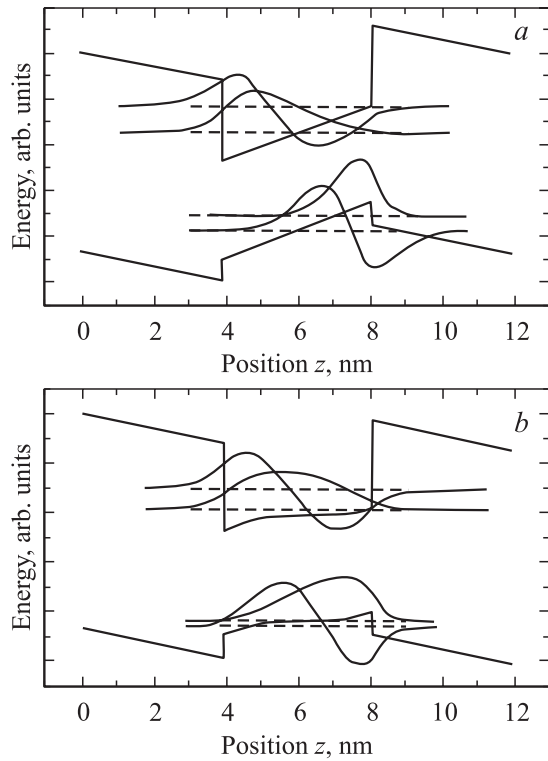 a
Energy, arb. units
0 2 4 6 8 10 12
Position z, nm
b
Energy, arb. units
0 2 4 6 8 10 12
Position z, nm